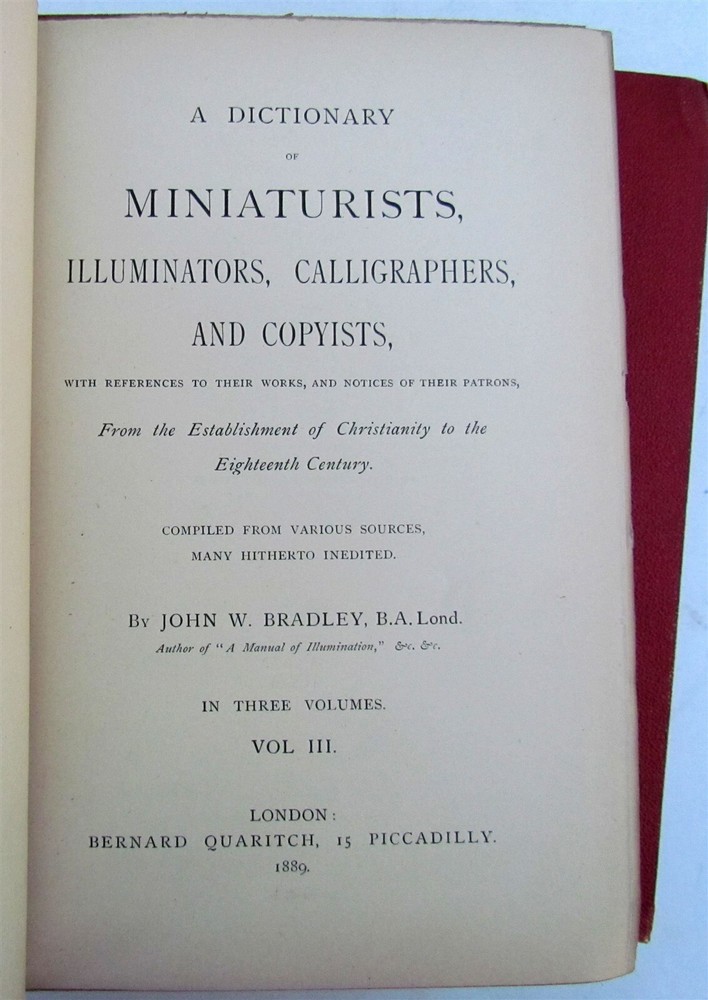 A DICTIONARY
OF
MINIATURISTS,
ILLUMINATORS, CALLIGRAPHERS,
AND COPYISTS,
WITH REFERENCES TO THEIR WORKS, AND NOTICES OF THEIR PATRONS,
From the Establishment of Christianity to the
Eighteenth Century.
COMPILED FROM VARIOUS SOURCES,
MANY HITHERTO INEDITED.
BY JOHN W. BRADLEY, B.A. Lond.
Author of "A Manual of Illumination," &c. &c.
IN THREE VOLUMES.
VOL III.
LONDON:
BERNARD QUARITCH, 15 PICCADILLY.
1889.